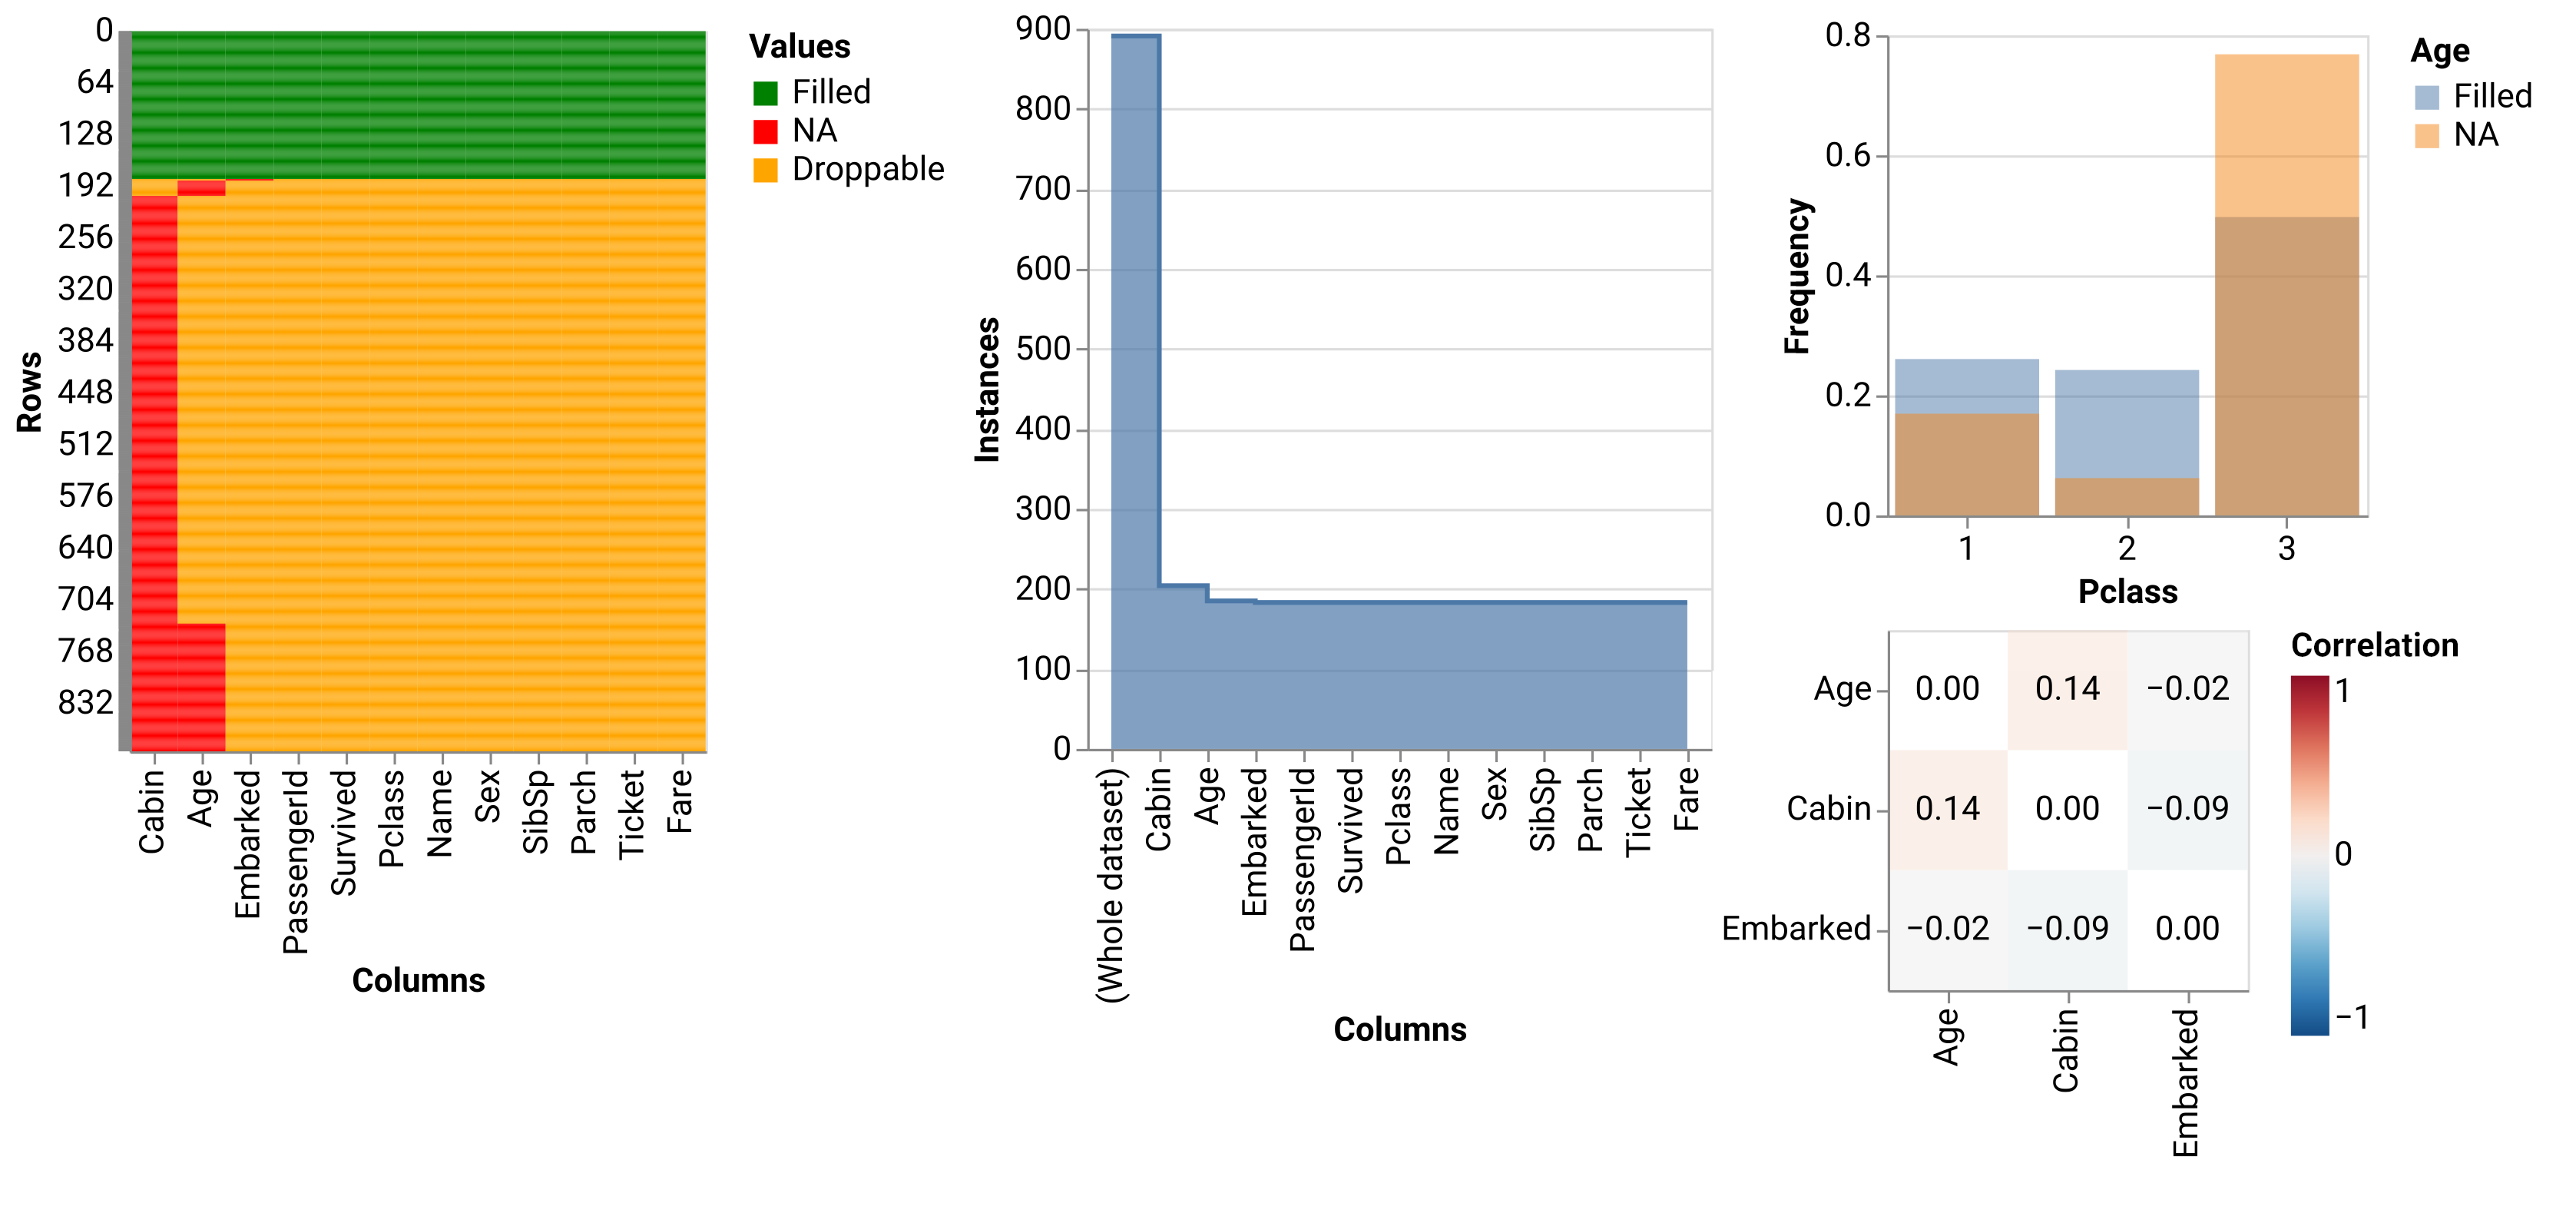 0
64
128
192
256
320
384
448
512
576
640
704
768
832
Rows
Cabin
Age
Embarked
PassengerId
Survived
Pclass
Name
Sex
SibSp
Parch
Ticket
Fare
Columns
Values
Filled
NA
Droppable
900
800
700
600
500
400
300
200
100
0
Instances
(Whole dataset)
Cabin
Age
Embarked
PassengerId
Survived
Pclass
Name
Sex
SibSp
Parch
Ticket
Fare
Columns
0.8
0.6
0.4
0.2
0.0
Frequency
1 2 3
Pclass
Age
Filled
NA
Age 0.00 0.14 −0.02
Cabin 0.14 0.00 −0.09
Embarked −0.02 −0.09 0.00
Age
Cabin
Embarked
Correlation
1
0
−1